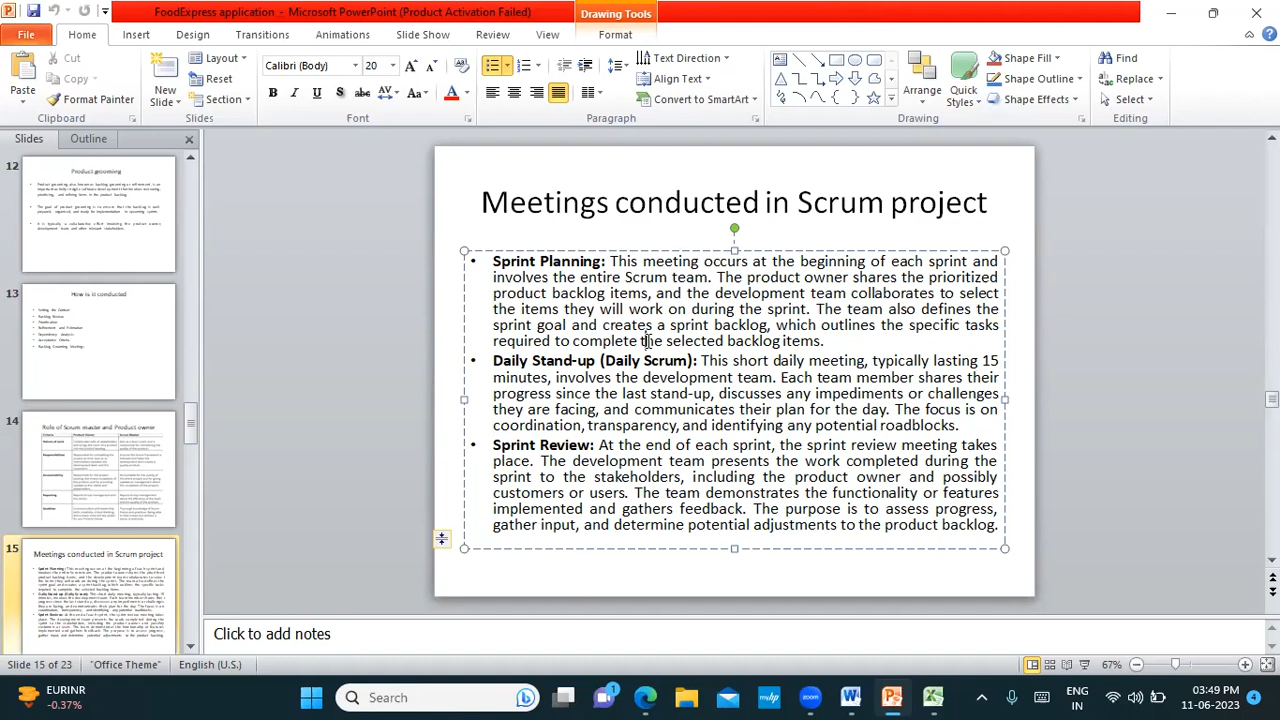 FoodExpress application - Microsoft PowerPoint (Product Activation Failed)
Drawing Tools
File Home Insert Design Transitions Animations Slide Show Review View Format
Paste
Cut
Copy
Format Painter
Clipboard
New
Slide
Layout
Reset
Section
Slides
Calibri (Body) 20
Font
Text Direction
Align Text
Convert to SmartArt
Paragraph
Arrange
Quick
Styles
Shape Fill
Shape Outline
Shape Effects
Drawing
Find
Replace
Select
Editing
Slides Outline
12
Product grooming
13
How is it conducted
14
Role of Scrum master and Product owner
15
Meetings conducted in Scrum project
Meetings conducted in Scrum project
• Sprint Planning: This meeting occurs at the beginning of each sprint and
involves the entire Scrum team. The product owner shares the prioritized
product backlog items, and the development team collaborates to select
the items they will work on during the sprint. The team also defines the
sprint goal and creates a sprint backlog, which outlines the specific tasks
required to complete the selected backlog items.
• Daily Stand-up (Daily Scrum): This short daily meeting, typically lasting 15
minutes, involves the development team. Each team member shares their
progress since the last stand-up, discusses any impediments or challenges
they are facing, and communicates their plan for the day. The focus is on
coordination, transparency, and identifying any potential roadblocks.
• Sprint Review: At the end of each sprint, the sprint review meeting takes
place. The development team presents the work completed during the
sprint to the stakeholders, including the product owner and possibly
customers or users. The team demonstrates the functionality or features
implemented and gathers feedback. The purpose is to assess progress,
gather input, and determine potential adjustments to the product backlog.
Click to add notes
Slide 15 of 23 "Office Theme" English (U.S.) 67%
EURINR
Search
ENG
IN
11-06-2023